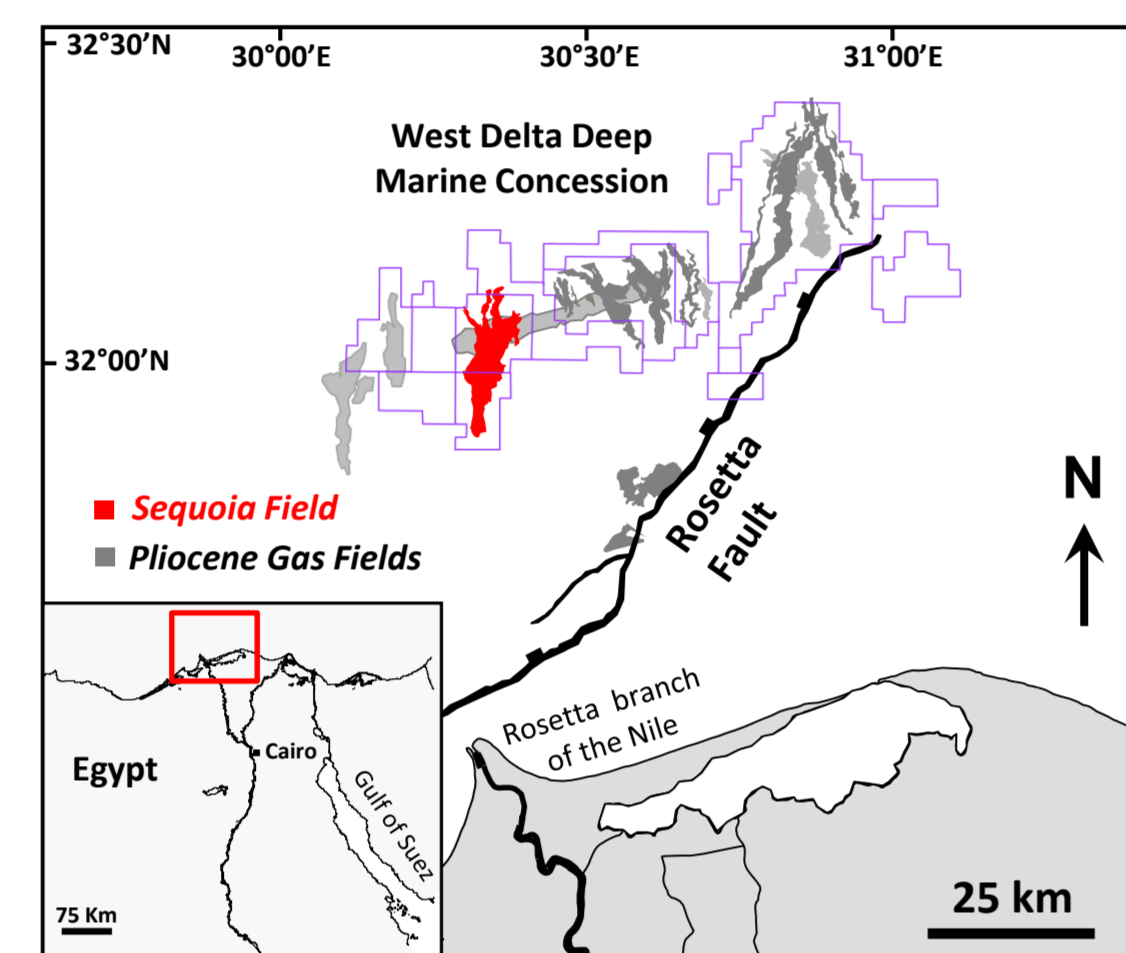 32°30’N
30°00’E
30°30’E
31°00’E
West Delta Deep
Marine Concession
32°00’N
Rosetta
Fault
N
Sequoia Field
Pliocene Gas Fields
Rosetta branch
of the Nile
Egypt
Cairo
Gulf of Suez
75 Km
25 km